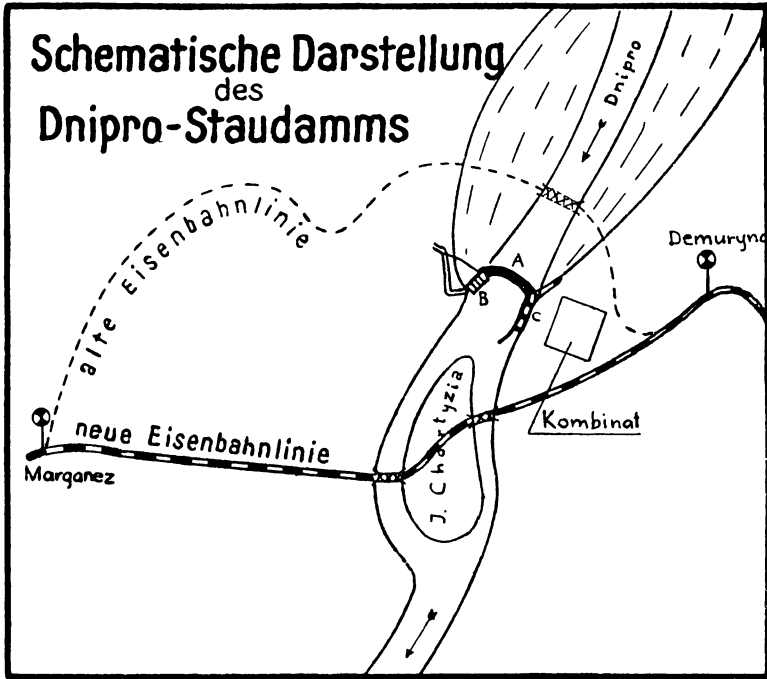 Schematische Darstellung
des
Dnipro-Staudamms
Dnipro
alte Eisenbahnlinie
Demuryno
A
B
C
Kombinat
J. Chortyzia
neue Eisenbahnlinie
Marganez